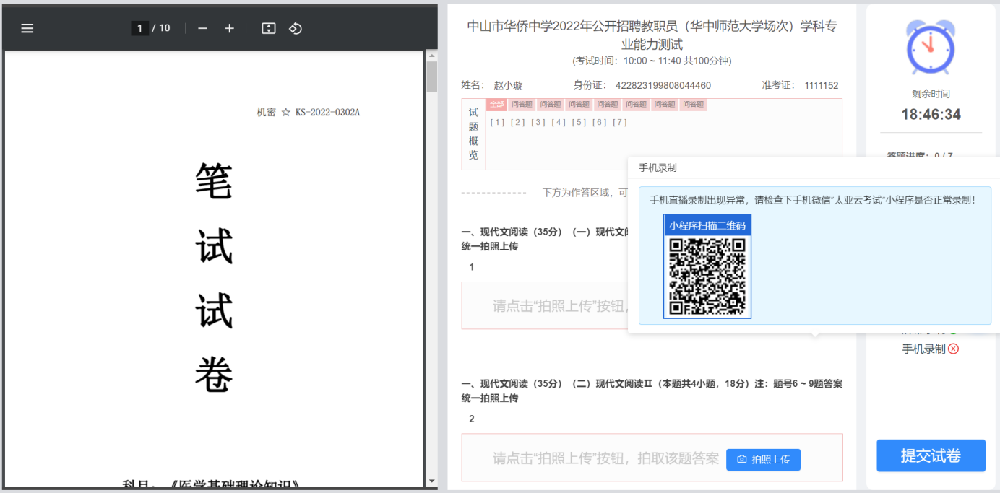 1 / 10
机密 ☆ KS-2022-0302A
笔
试
试
卷
科目：《医学基础理论知识》
中山市华侨中学2022年公开招聘教职员（华中师范大学场次）学科专
业能力测试
(考试时间：10:00 ~ 11:40 共100分钟)
姓名： 赵小璇 身份证： 422823199808044460 准考证： 1111152
试题概览
全部 问答题 问答题 问答题 问答题 问答题 问答题 问答题
[1] [2] [3] [4] [5] [6] [7]
-------------- 下方为作答区域，可
一、现代文阅读（35分）（一）现代文阅
统一拍照上传
1
请点击“拍照上传”按钮，
一、现代文阅读（35分）（二）现代文阅读II（本题共4小题，18分）注：题号6 ~ 9题答案
统一拍照上传
2
请点击“拍照上传”按钮，拍取该题答案 拍照上传
剩余时间
18:46:34
答题进度：0 / 7
手机录制
手机直播录制出现异常，请检查下手机微信“太亚云考试”小程序是否正常录制！
小程序扫描二维码
手机录制
提交试卷